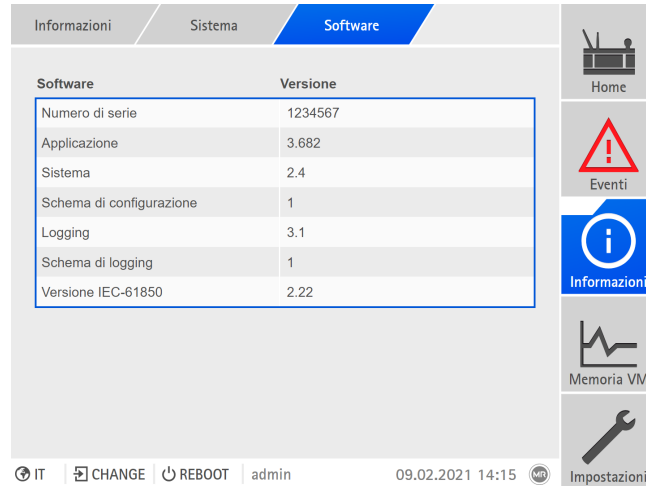 Informazioni Sistema Software
Software Versione
Numero di serie 1234567
Applicazione 3.682
Sistema 2.4
Schema di configurazione 1
Logging 3.1
Schema di logging 1
Versione IEC-61850 2.22
Home
Eventi
Informazioni
Memoria VM
Impostazioni
IT CHANGE REBOOT admin 09.02.2021 14:15 MR